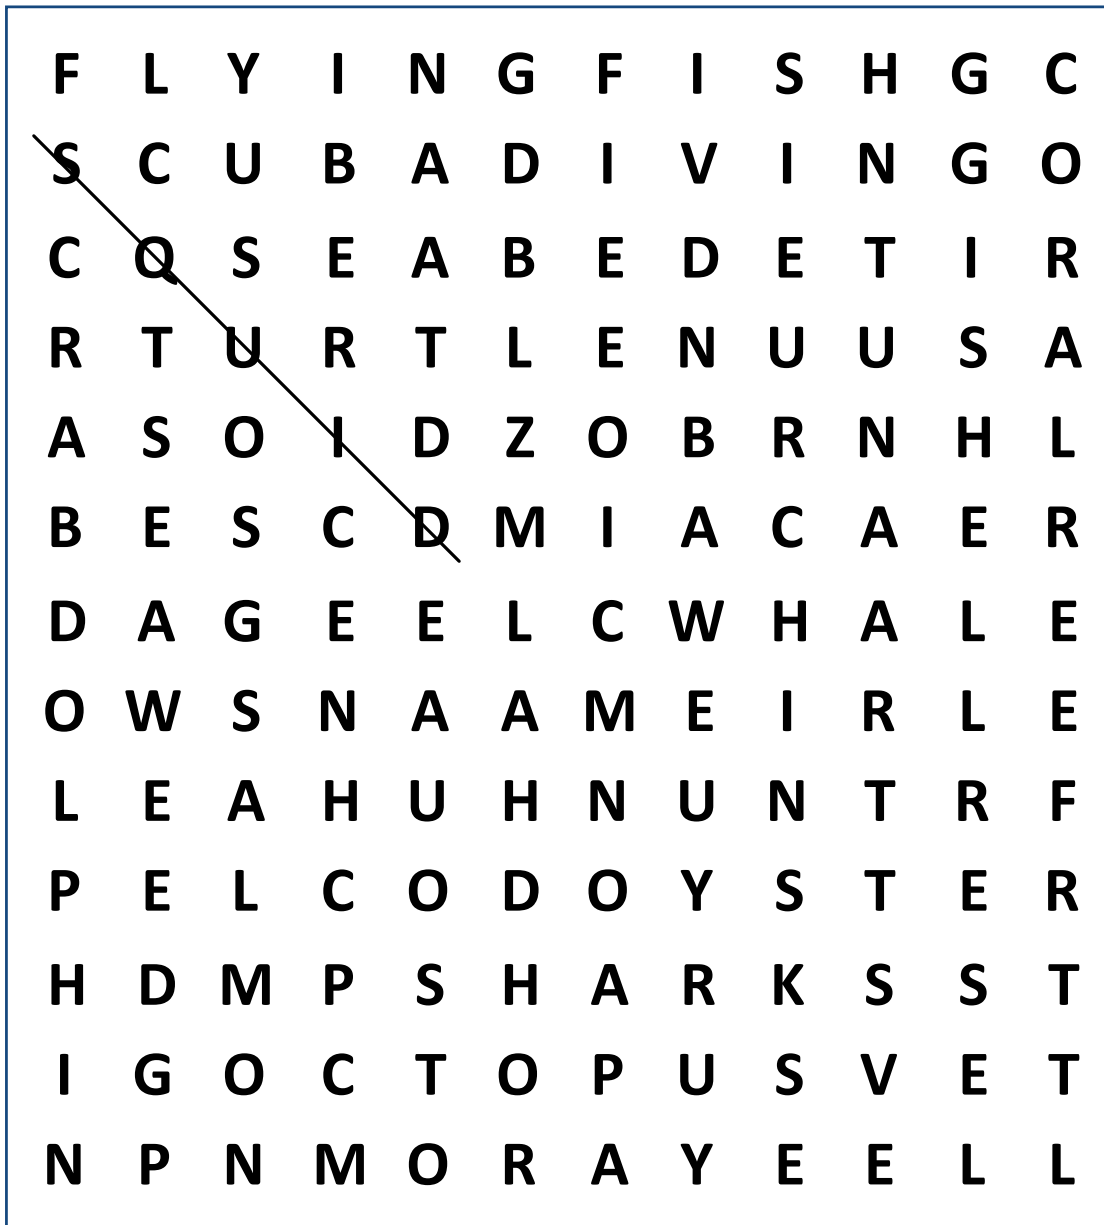 F L Y I N G F I S H G C
S C U B A D I V I N G O
C Q S E A B E D E T I R
R T U R T L E N U U S A
A S O I D Z O B R N H L
B E S C D M I A C A E R
D A G E E L C W H A L E
O W S N A A M E I R L E
L E A H U H N U N T R F
P E L C O D O Y S T E R
H D M P S H A R K S S T
I G O C T O P U S V E T
N P N M O R A Y E E L L